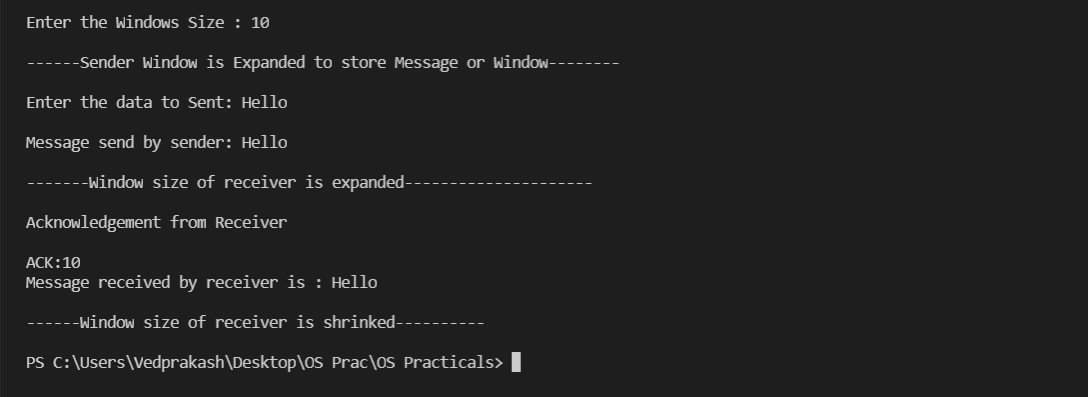 Enter the Windows Size : 10
------Sender Window is Expanded to store Message or Window--------
Enter the data to Sent: Hello
Message send by sender: Hello
-------Window size of receiver is expanded---------------------
Acknowledgement from Receiver
ACK:10
Message received by receiver is : Hello
------Window size of receiver is shrinked----------
PS C:\Users\Vedprakash\Desktop\OS Prac\OS Practicals>